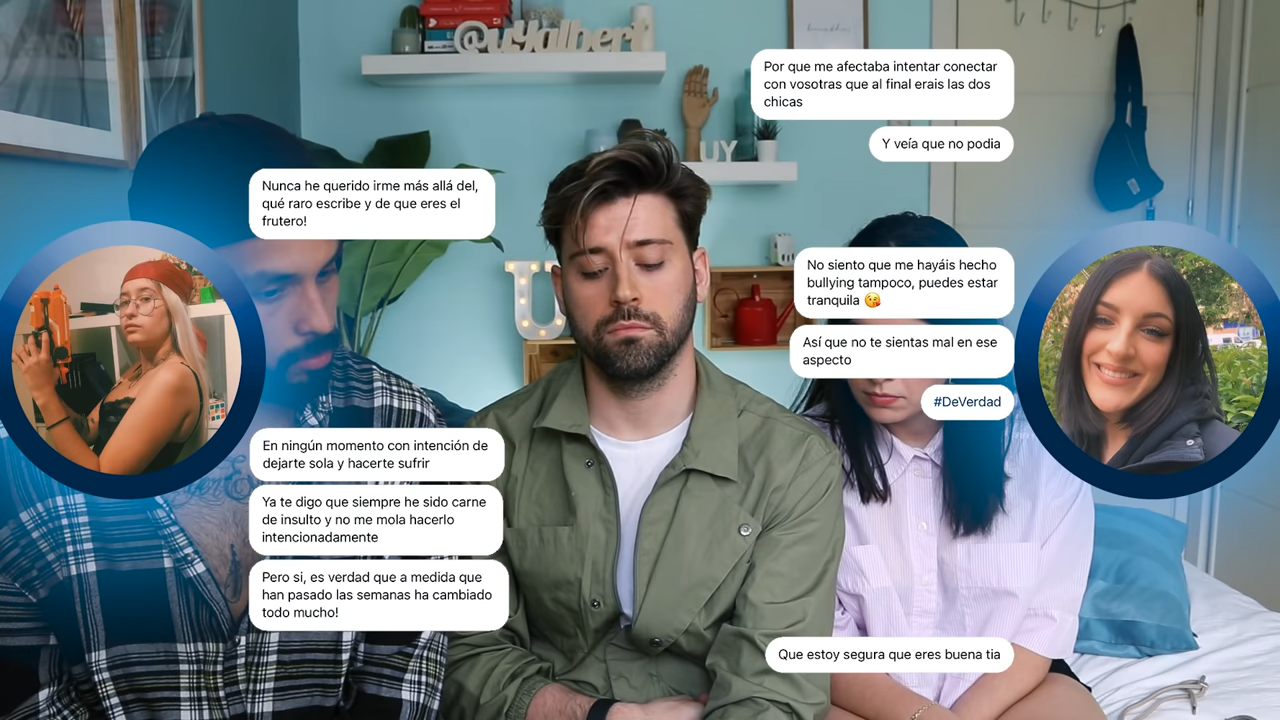 @uyalbert
Por que me afectaba intentar conectar
con vosotras que al final erais las dos
chicas
Y veía que no podia
UY
Nunca he querido irme más allá del,
qué raro escribe y de que eres el
frutero!
U
No siento que me hayáis hecho
bullying tampoco, puedes estar
tranquila 😘
Así que no te sientas mal en ese
aspecto
#DeVerdad
En ningún momento con intención de
dejarte sola y hacerte sufrir
Ya te digo que siempre he sido carne
de insulto y no me mola hacerlo
intencionadamente
Pero si, es verdad que a medida que
han pasado las semanas ha cambiado
todo mucho!
Que estoy segura que eres buena tia